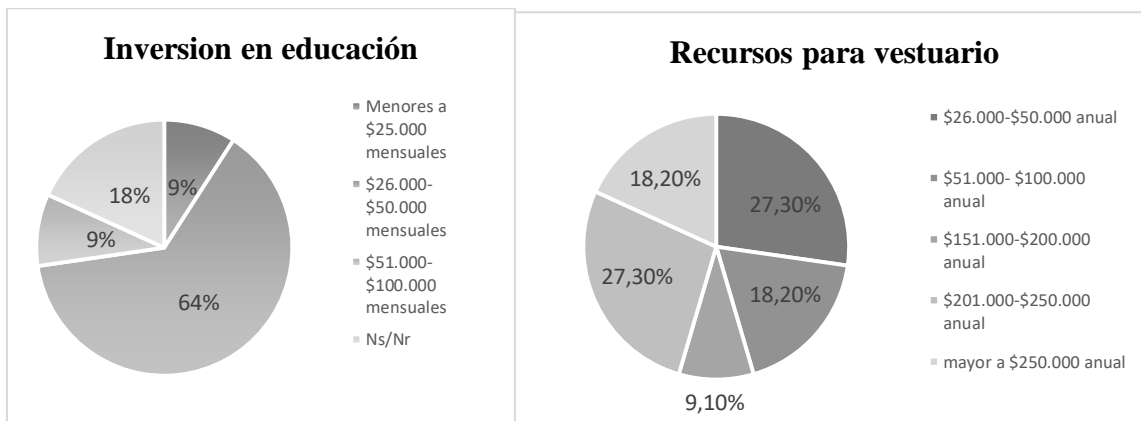 Inversion en educación
9%
64%
9%
18%
Menores a
$25.000
mensuales
$26.000-
$50.000
mensuales
$51.000-
$100.000
mensuales
Ns/Nr
Recursos para vestuario
27,30%
18,20%
9,10%
27,30%
18,20%
$26.000-$50.000 anual
$51.000- $100.000
anual
$151.000-$200.000
anual
$201.000-$250.000
anual
mayor a $250.000 anual